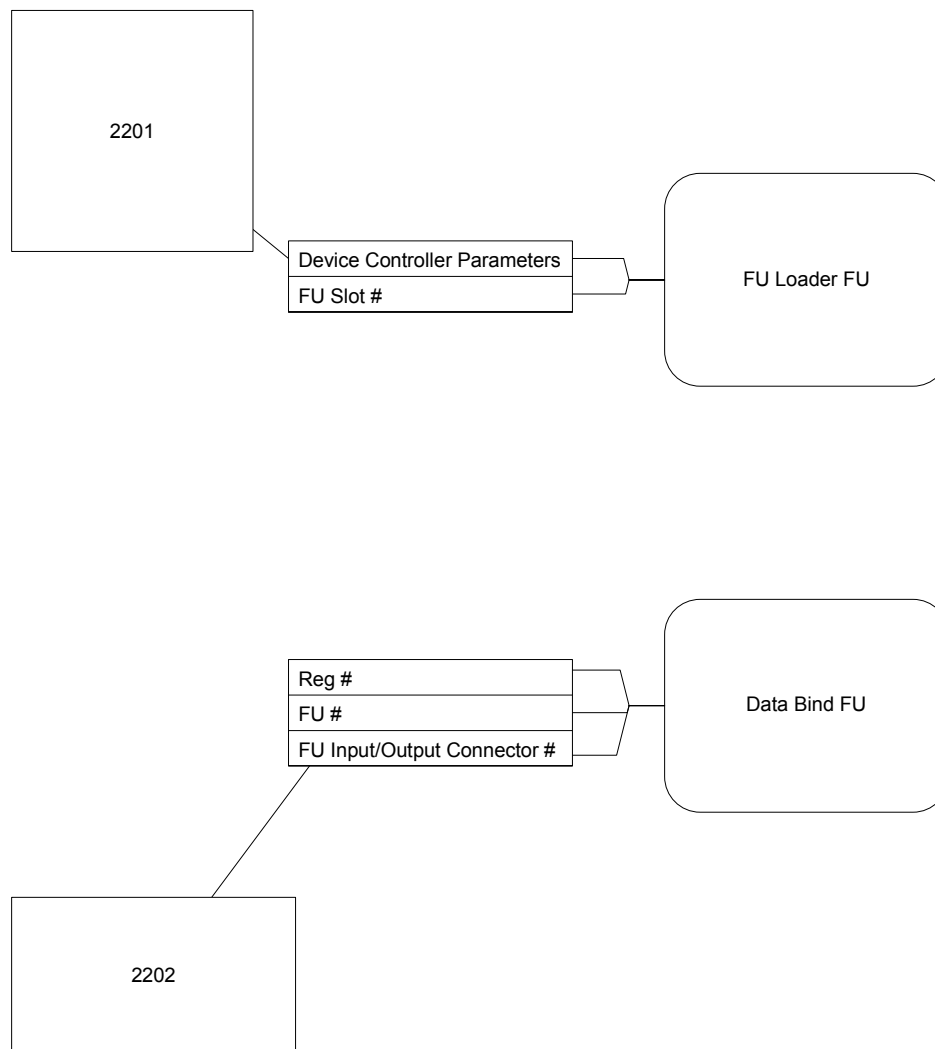 2201
Device Controller Parameters
FU Slot #
FU Loader FU
Reg #
FU #
FU Input/Output Connector #
Data Bind FU
2202